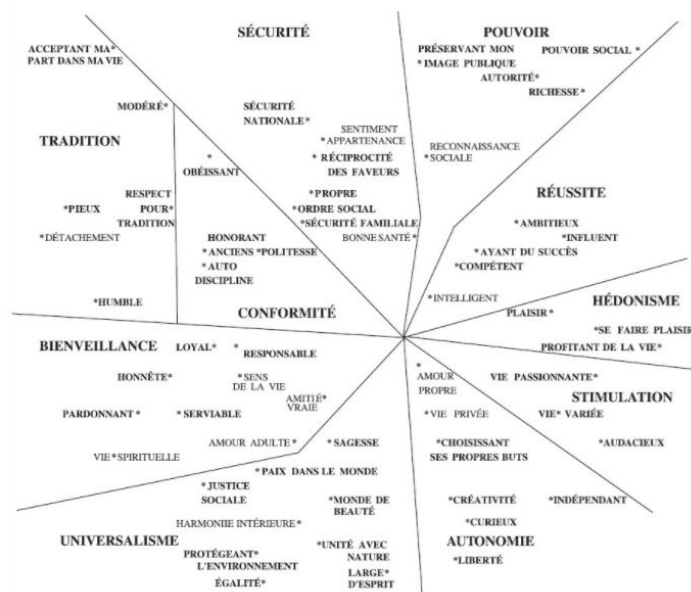 SÉCURITÉ
POUVOIR
ACCEPTANT MA*
PART DANS MA VIE
PRÉSERVANT MON
* IMAGE PUBLIQUE
POUVOIR SOCIAL *
AUTORITÉ*
RICHESSE *
MODÉRÉ*
SÉCURITÉ
NATIONALE*
TRADITION
SENTIMENT
*APPARTENANCE
RECONNAISSANCE
*SOCIALE
*
OBÉISSANT
* RÉCIPROCITÉ
DES FAVEURS
RÉUSSITE
RESPECT
*PIEUX POUR*
TRADITION
*PROPRE
*ORDRE SOCIAL
*SÉCURITÉ FAMILIALE
BONNE SANTÉ *
* AMBITIEUX
*INFLUENT
* AYANT DU SUCCÈS
* COMPÉTENT
*DÉTACHEMENT
HONORANT
* ANCIENS *POLITESSE
* AUTO
DISCIPLINE
*HUMBLE
CONFORMITÉ
*INTELLIGENT
PLAISIR*
HÉDONISME
*SE FAIRE PLAISIR
PROFITANT DE LA VIE*
BIENVEILLANCE
LOYAL*
*
RESPONSABLE
HONNÊTE*
*SENS
DE LA VIE
AMITIÉ*
VRAIE
PARDONNANT *
* SERVIABLE
*
AMOUR
PROPRE
VIE PASSIONNANTE*
STIMULATION
* VIE PRIVÉE
VIE* VARIÉE
*AUDACIEUX
VIE *SPIRITUELLE
AMOUR ADULTE*
* SAGESSE
*CHOISISSANT
SES PROPRES BUTS
* PAIX DANS LE MONDE
*JUSTICE
SOCIALE
*MONDE DE
BEAUTÉ
*CRÉATIVITÉ
*INDÉPENDANT
HARMONIIE INTÉRIEURE *
* CURIEUX
UNIVERSALISME
AUTONOMIE
PROTÉGEANT*
L'ENVIRONNEMENT
*UNITÉ AVEC
NATURE
*LIBERTÉ
ÉGALITÉ*
LARGE*
D'ESPRIT